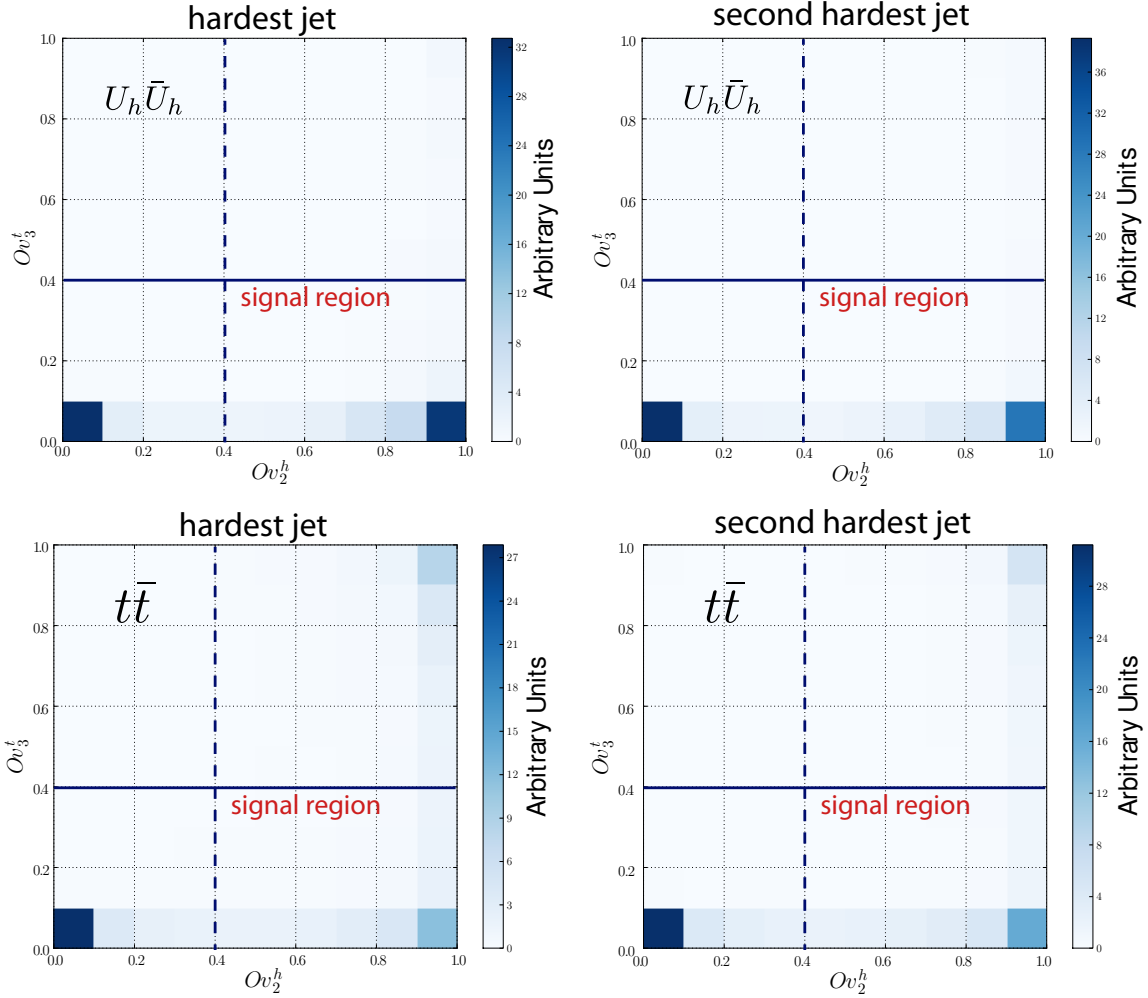 hardest jet
second hardest jet
1.0
0.8
0.6
0.4
0.2
0.0
Ov_3^t
U_h Ū_h
signal region
0.0 0.2 0.4 0.6 0.8 1.0
Ov_2^h
32
28
24
20
16
12
8
4
0
Arbitrary Units
1.0
0.8
0.6
0.4
0.2
0.0
Ov_3^t
U_h Ū_h
signal region
0.0 0.2 0.4 0.6 0.8 1.0
Ov_2^h
36
32
28
24
20
16
12
8
4
0
Arbitrary Units
hardest jet
second hardest jet
1.0
0.8
0.6
0.4
0.2
0.0
Ov_3^t
t t̄
signal region
0.0 0.2 0.4 0.6 0.8 1.0
Ov_2^h
27
24
21
18
15
12
9
6
3
0
Arbitrary Units
1.0
0.8
0.6
0.4
0.2
0.0
Ov_3^t
t t̄
signal region
0.0 0.2 0.4 0.6 0.8 1.0
Ov_2^h
28
24
20
16
12
8
4
0
Arbitrary Units